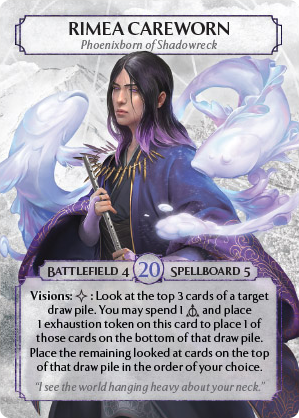 RIMEA CAREWORN
Phoenixborn of Shadowreck
BATTLEFIELD 4 20 SPELLBOARD 5
Visions: : Look at the top 3 cards of a target
draw pile. You may spend 1 and place
1 exhaustion token on this card to place 1 of
those cards on the bottom of that draw pile.
Place the remaining looked at cards on the top
of that draw pile in the order of your choice.
"I see the world hanging heavy about your neck."